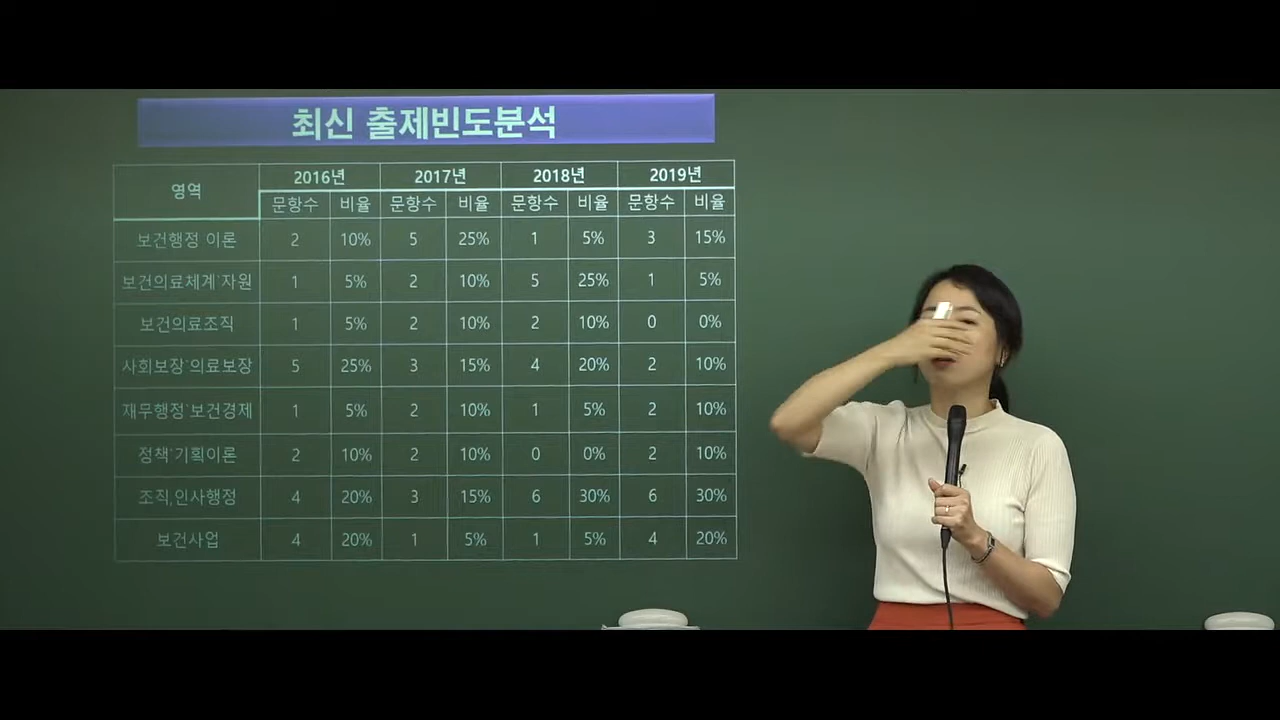 최신 출제빈도분석
영역 2016년 2017년 2018년 2019년
문항수 비율 문항수 비율 문항수 비율 문항수 비율
보건행정 이론 2 10% 5 25% 1 5% 3 15%
보건의료체계·자원 1 5% 2 10% 5 25% 1 5%
보건의료조직 1 5% 2 10% 2 10% 0 0%
사회보장·의료보장 5 25% 3 15% 4 20% 2 10%
재무행정·보건경제 1 5% 2 10% 1 5% 2 10%
정책·기획이론 2 10% 2 10% 0 0% 2 10%
조직,인사행정 4 20% 3 15% 6 30% 6 30%
보건사업 4 20% 1 5% 1 5% 4 20%